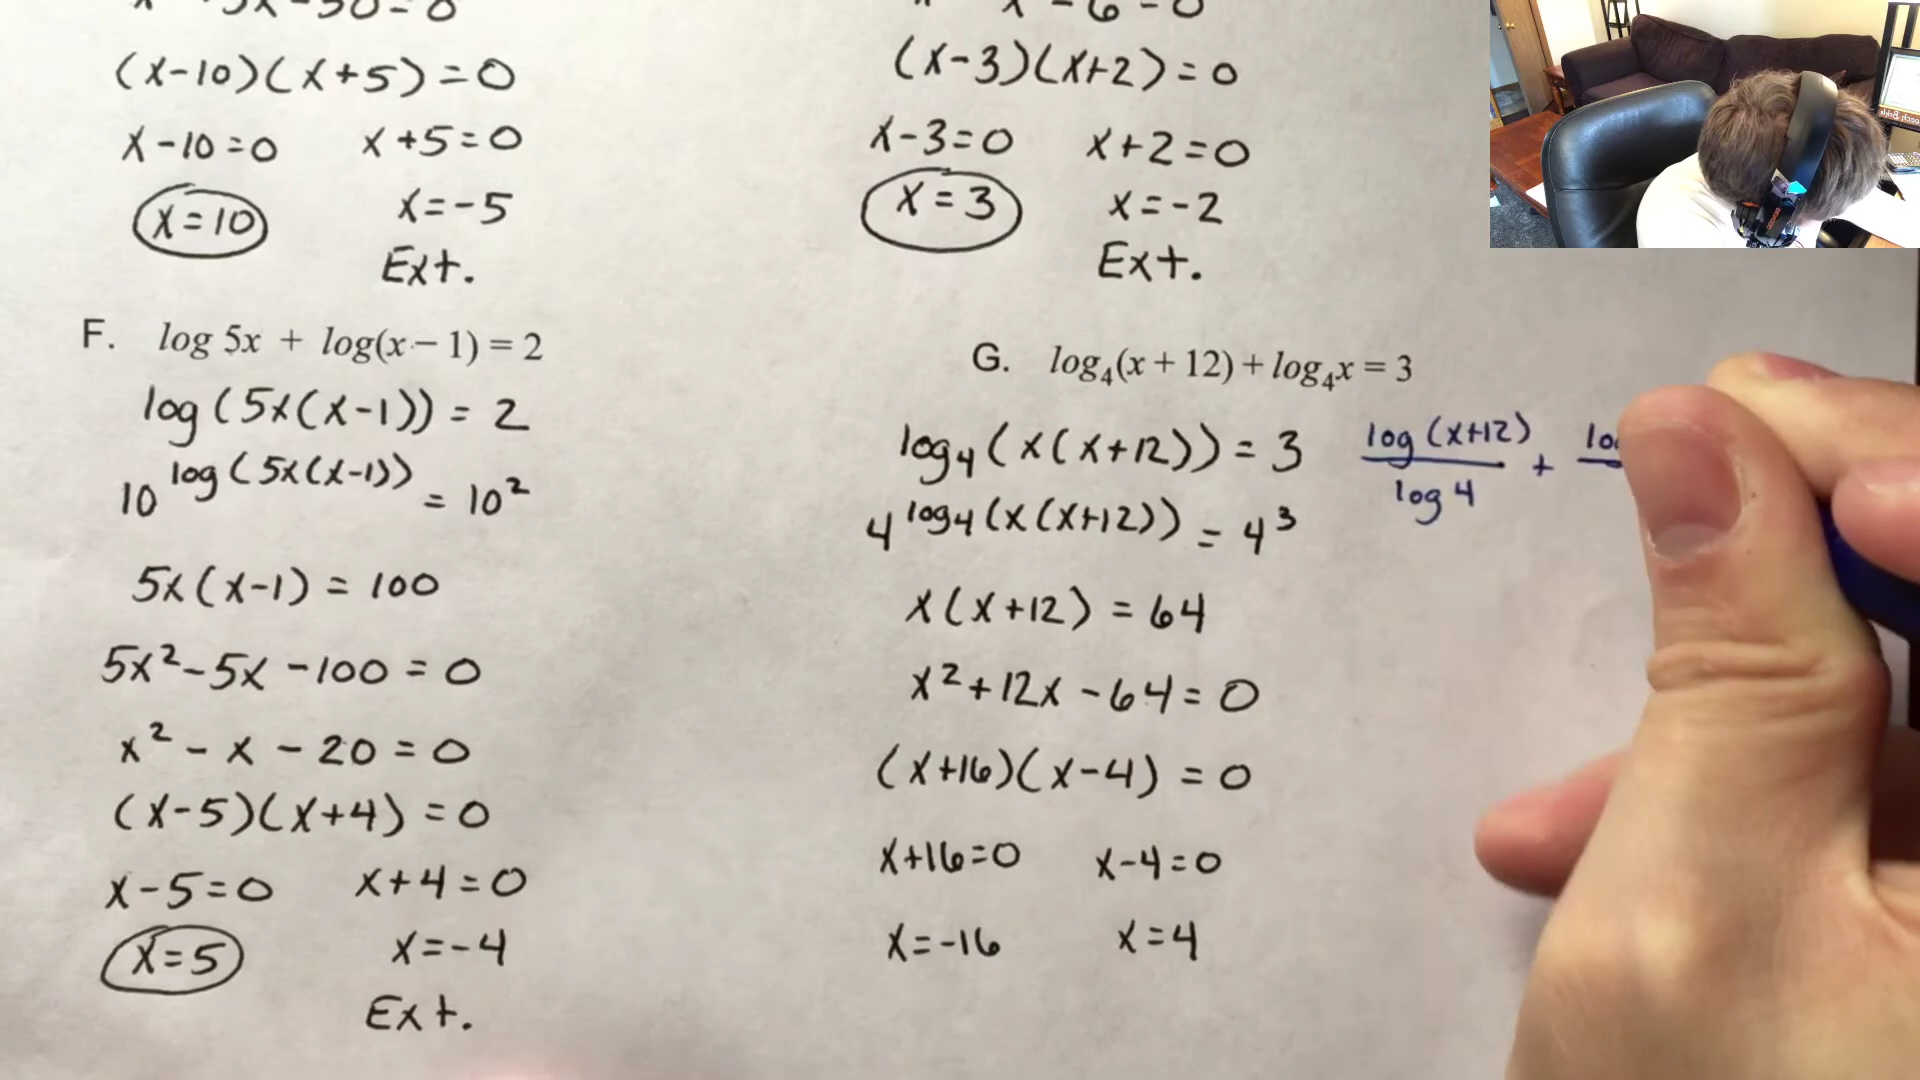 (x-10)(x+5)=0
x-10=0 x+5=0
x=10 x=-5
Ext.
(x-3)(x+2)=0
x-3=0 x+2=0
x=3 x=-2
Ext.
F. log 5x + log(x - 1) = 2
log(5x(x-1)) = 2
10^log(5x(x-1)) = 10²
5x(x-1) = 100
5x²-5x-100=0
x²-x-20=0
(x-5)(x+4)=0
x-5=0 x+4=0
x=5 x=-4
Ext.
G. log₄(x + 12) + log₄x = 3
log₄(x(x+12)) = 3
4^log₄(x(x+12)) = 4³
x(x+12) = 64
x²+12x-64=0
(x+16)(x-4)=0
x+16=0 x-4=0
x=-16 x=4
log(x+12) +
log 4